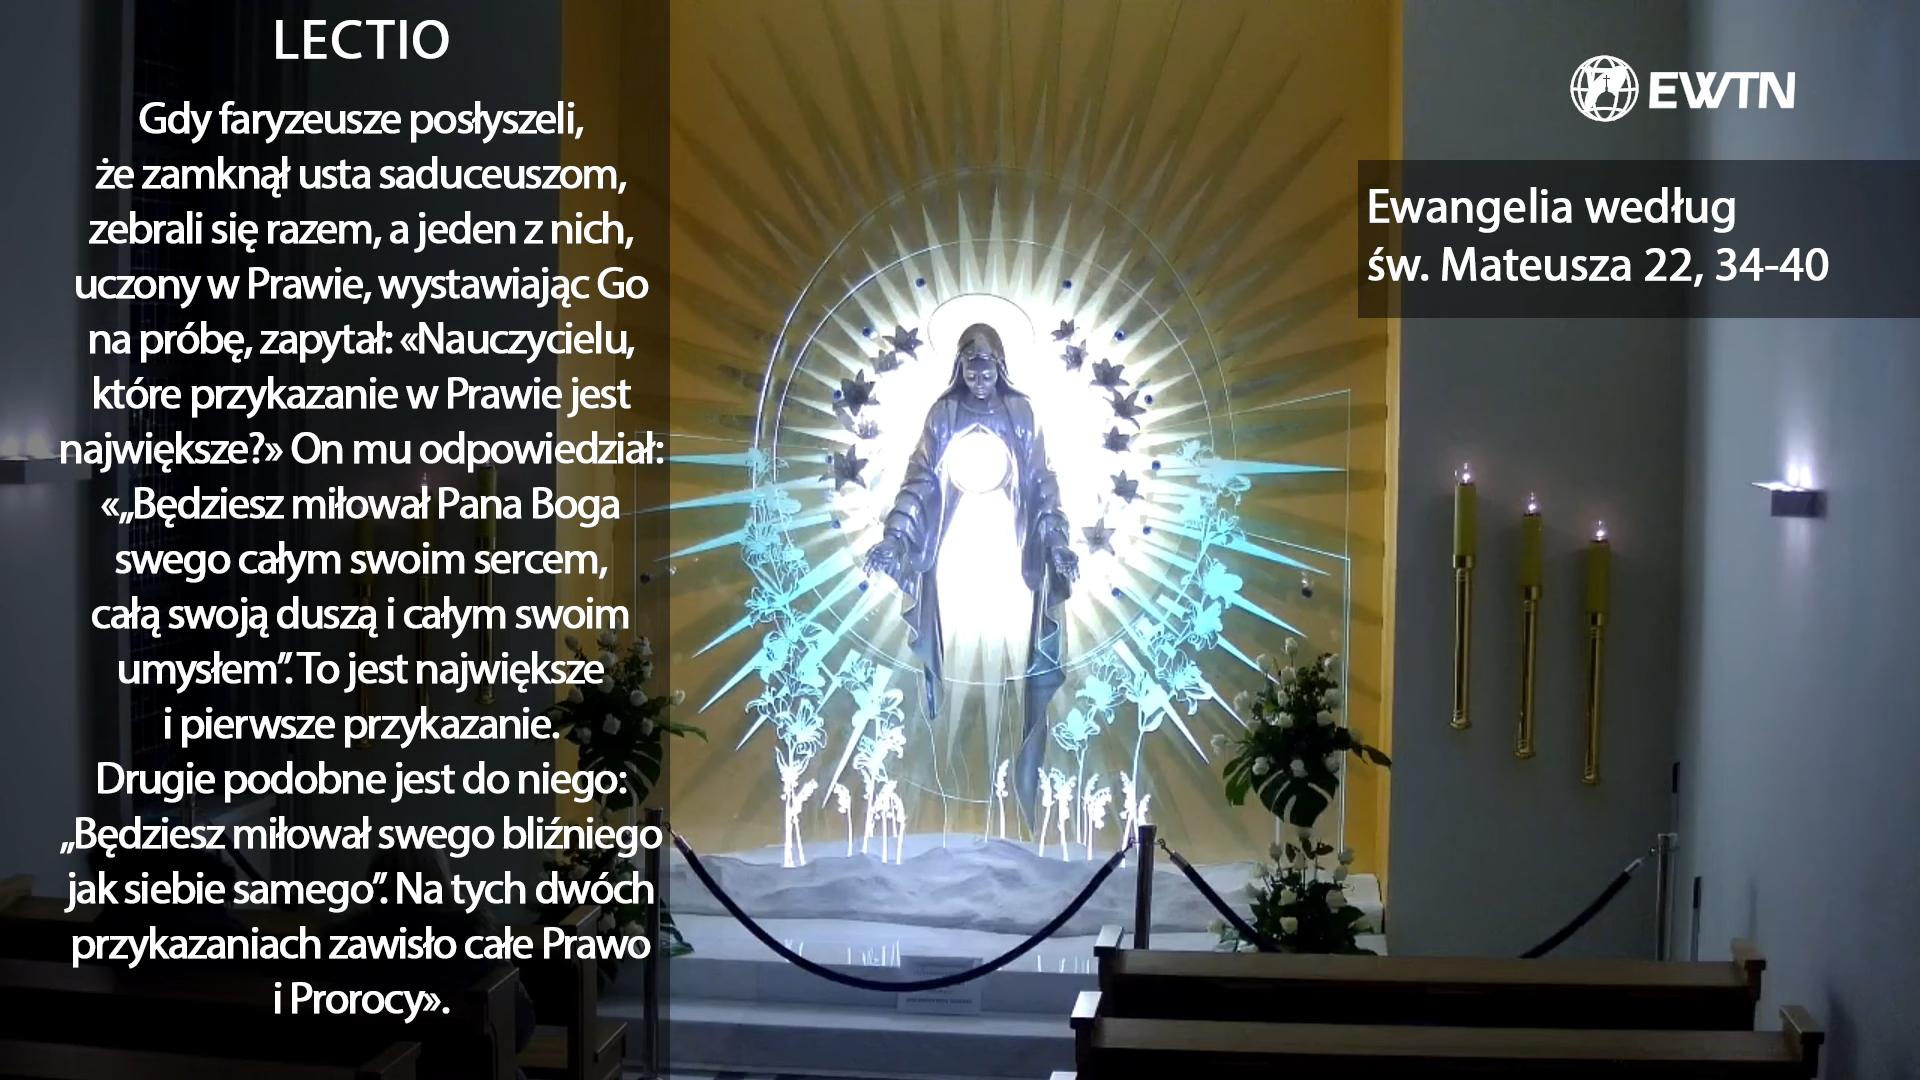 LECTIO
Gdy faryzeusze posłyszeli,
że zamknął usta saduceuszom,
zebrali się razem, a jeden z nich,
uczony w Prawie, wystawiając Go
na próbę, zapytał: «Nauczycielu,
które przykazanie w Prawie jest
największe?» On mu odpowiedział:
«„Będziesz miłował Pana Boga
swego całym swoim sercem,
całą swoją duszą i całym swoim
umysłem”. To jest największe
i pierwsze przykazanie.
Drugie podobne jest do niego:
„Będziesz miłował swego bliźniego
jak siebie samego”. Na tych dwóch
przykazaniach zawisło całe Prawo
i Prorocy».
EWTN
Ewangelia według
św. Mateusza 22, 34-40